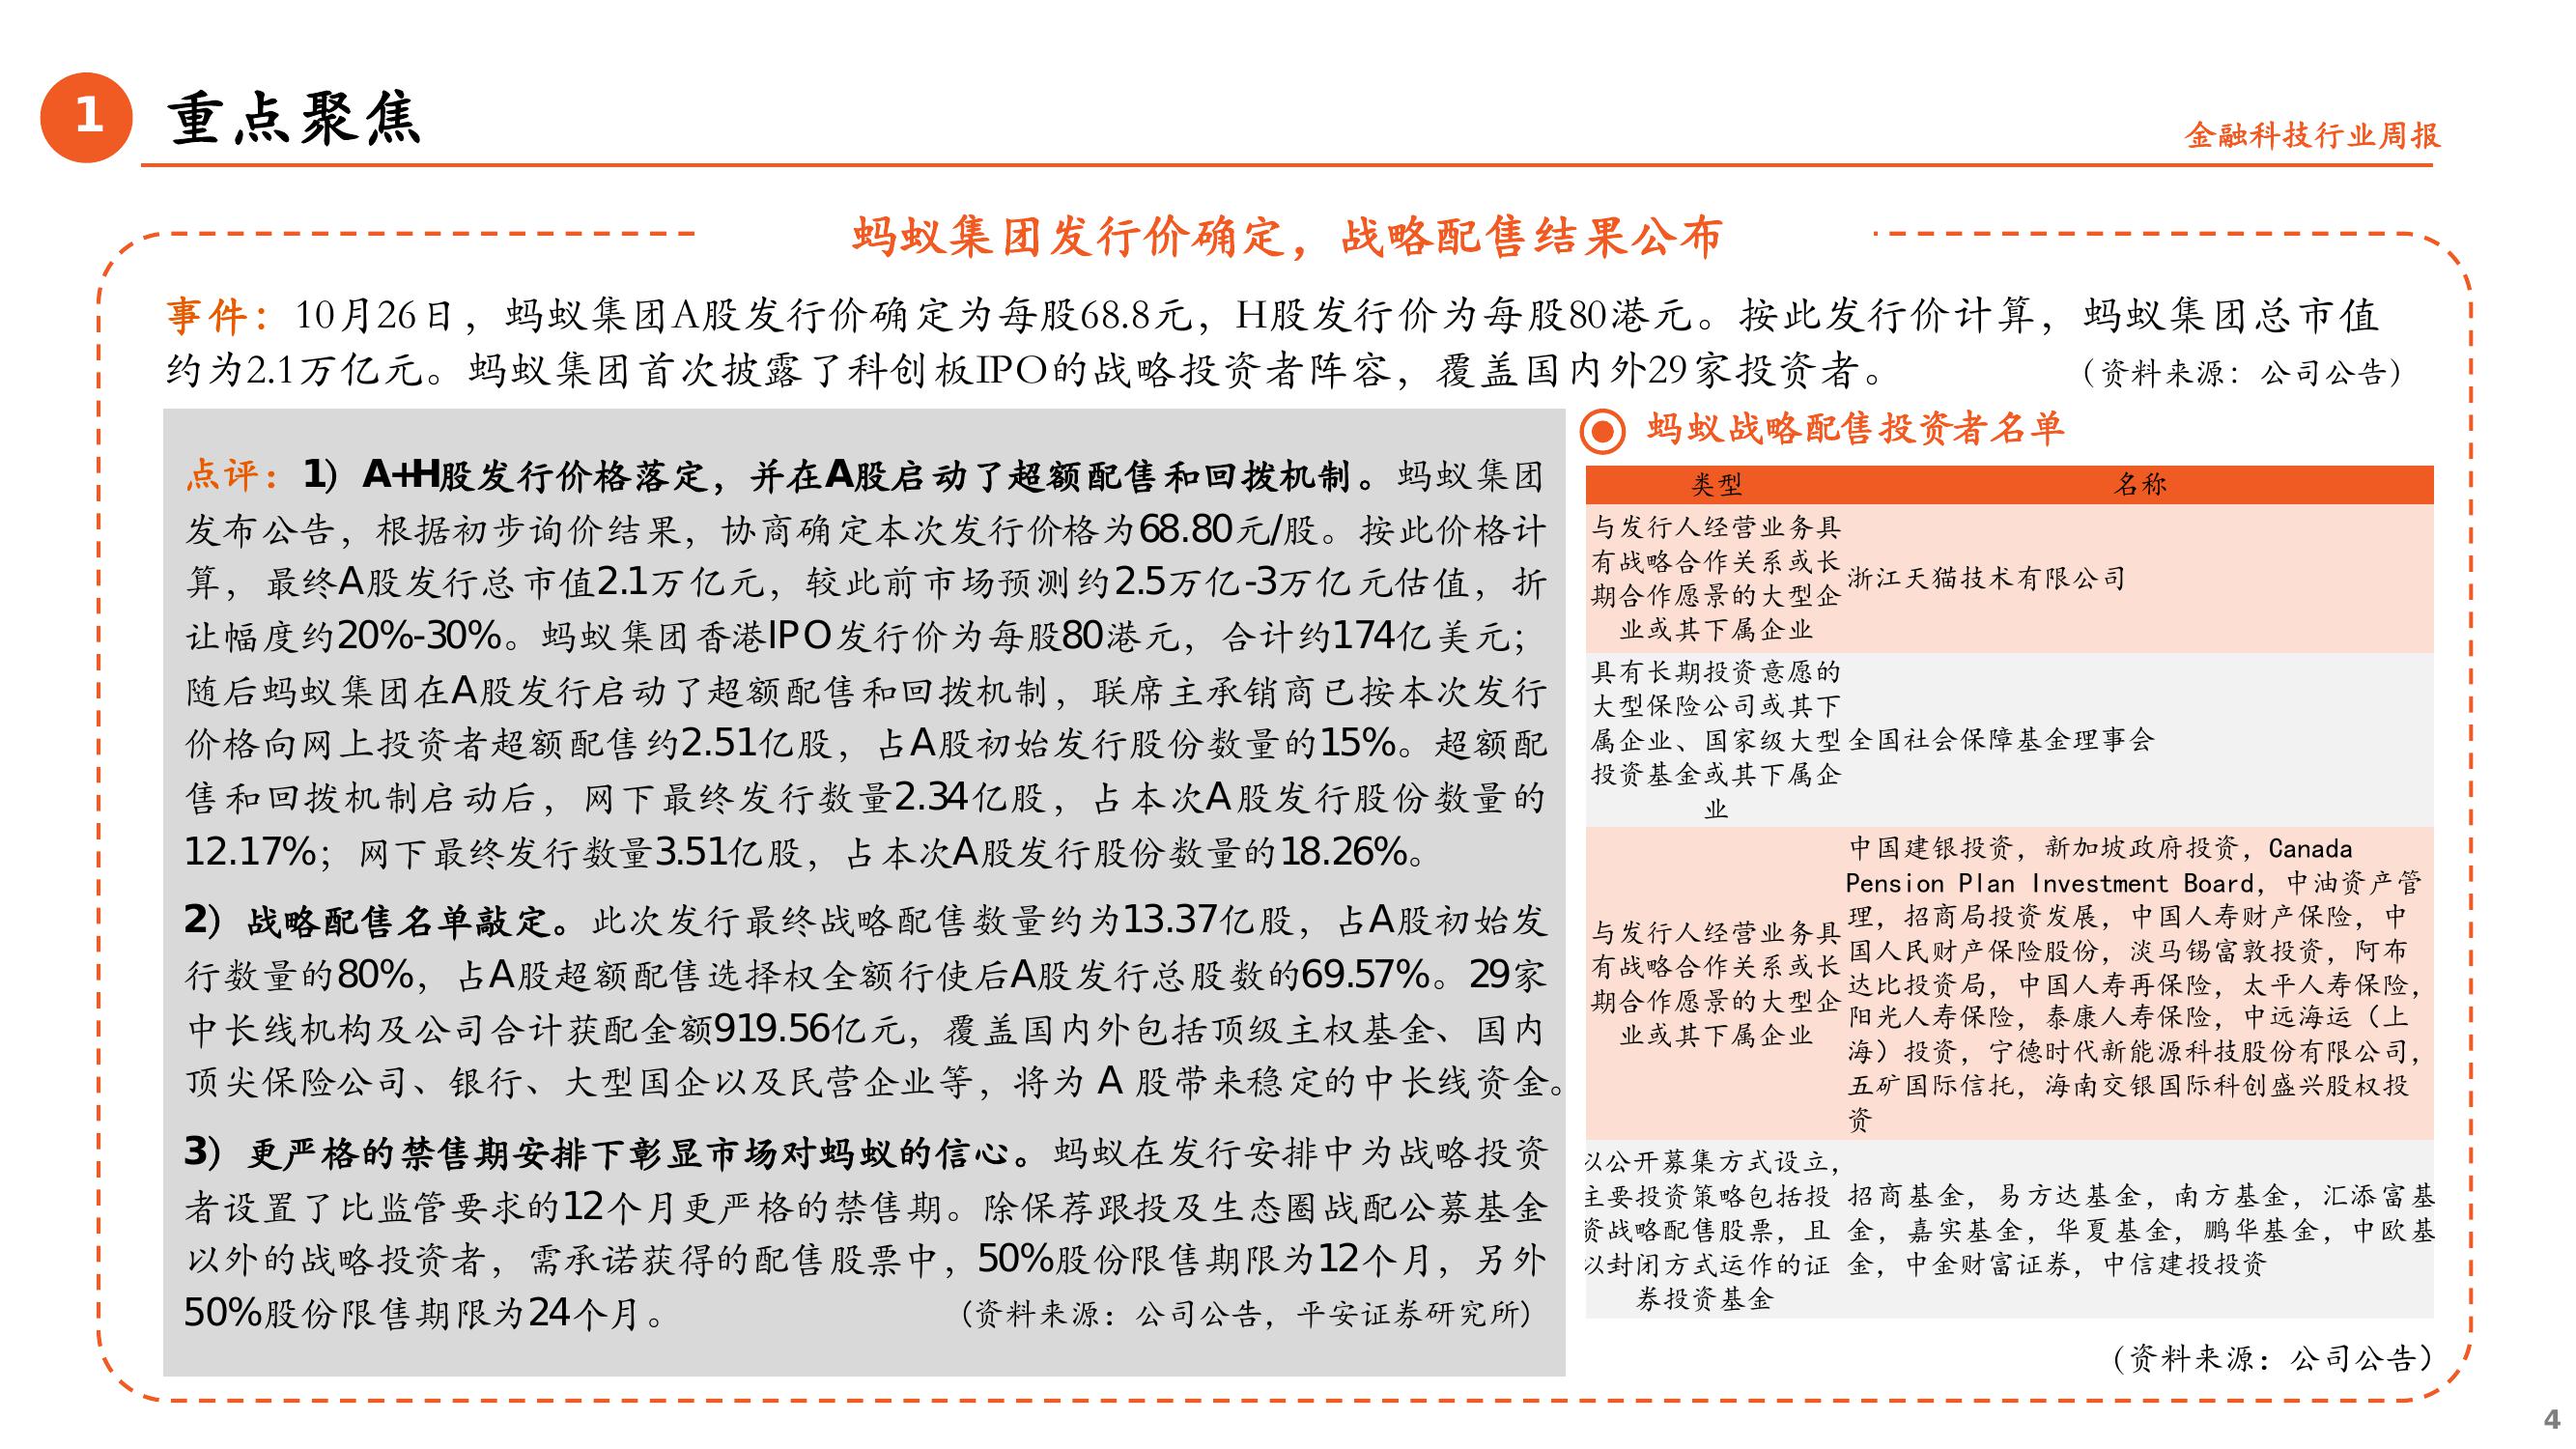 1 重点聚焦
金融科技行业周报
蚂蚁集团发行价确定，战略配售结果公布
事件：10月26日，蚂蚁集团A股发行价确定为每股68.8元，H股发行价为每股80港元。按此发行价计算，蚂蚁集团总市值
约为2.1万亿元。蚂蚁集团首次披露了科创板IPO的战略投资者阵容，覆盖国内外29家投资者。
（资料来源：公司公告）
点评：1）A+H股发行价格落定，并在A股启动了超额配售和回拨机制。蚂蚁集团
发布公告，根据初步询价结果，协商确定本次发行价格为68.80元/股。按此价格计
算，最终A股发行总市值2.1万亿元，较此前市场预测约2.5万亿-3万亿元估值，折
让幅度约20%-30%。蚂蚁集团香港IPO发行价为每股80港元，合计约174亿美元；
随后蚂蚁集团在A股发行启动了超额配售和回拨机制，联席主承销商已按本次发行
价格向网上投资者超额配售约2.51亿股，占A股初始发行股份数量的15%。超额配
售和回拨机制启动后，网下最终发行数量2.34亿股，占本次A股发行股份数量的
12.17%；网下最终发行数量3.51亿股，占本次A股发行股份数量的18.26%。
2）战略配售名单敲定。此次发行最终战略配售数量约为13.37亿股，占A股初始发
行数量的80%，占A股超额配售选择权全额行使后A股发行总股数的69.57%。29家
中长线机构及公司合计获配金额919.56亿元，覆盖国内外包括顶级主权基金、国内
顶尖保险公司、银行、大型国企以及民营企业等，将为 A 股带来稳定的中长线资金。
3）更严格的禁售期安排下彰显市场对蚂蚁的信心。蚂蚁在发行安排中为战略投资
者设置了比监管要求的12个月更严格的禁售期。除保荐跟投及生态圈战配公募基金
以外的战略投资者，需承诺获得的配售股票中，50%股份限售期限为12个月，另外
50%股份限售期限为24个月。
（资料来源：公司公告，平安证券研究所）
蚂蚁战略配售投资者名单
类型 名称
与发行人经营业务具
有战略合作关系或长
期合作愿景的大型企
业或其下属企业
浙江天猫技术有限公司
具有长期投资意愿的
大型保险公司或其下
属企业、国家级大型
投资基金或其下属企
业
全国社会保障基金理事会
与发行人经营业务具
有战略合作关系或长
期合作愿景的大型企
业或其下属企业
中国建银投资，新加坡政府投资，Canada
Pension Plan Investment Board，中油资产管
理，招商局投资发展，中国人寿财产保险，中
国人民财产保险股份，淡马锡富敦投资，阿布
达比投资局，中国人寿再保险，太平人寿保险，
阳光人寿保险，泰康人寿保险，中远海运（上
海）投资，宁德时代新能源科技股份有限公司，
五矿国际信托，海南交银国际科创盛兴股权投
资
以公开募集方式设立，
主要投资策略包括投
资战略配售股票，且
以封闭方式运作的证
券投资基金
招商基金，易方达基金，南方基金，汇添富基
金，嘉实基金，华夏基金，鹏华基金，中欧基
金，中金财富证券，中信建投投资
（资料来源：公司公告）
4